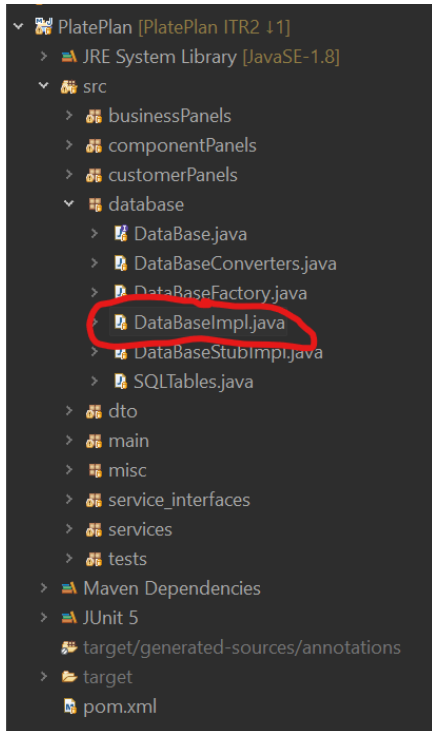 PlatePlan [PlatePlan ITR2 ↓1]
JRE System Library [JavaSE-1.8]
src
businessPanels
componentPanels
customerPanels
database
DataBase.java
DataBaseConverters.java
DataBaseFactory.java
DataBaseImpl.java
DataBaseStubImpl.java
SQLTables.java
dto
main
misc
service_interfaces
services
tests
Maven Dependencies
JUnit 5
target/generated-sources/annotations
target
pom.xml